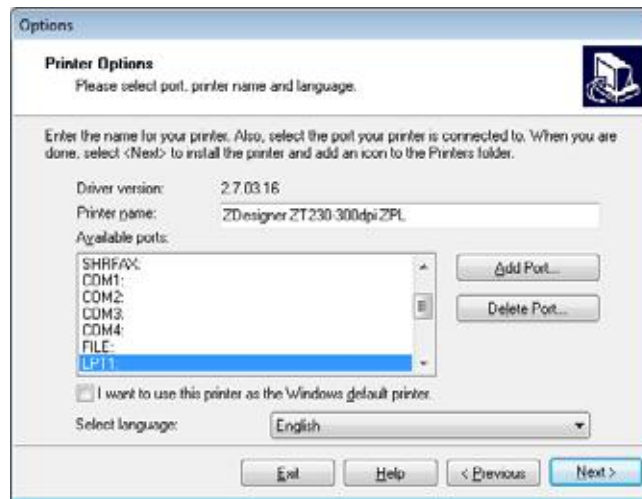 Options
Printer Options
Please select port, printer name and language.
Enter the name for your printer. Also, select the port your printer is connected to. When you are
done, select <Next> to install the printer and add an icon to the Printers folder.
Driver version: 2.7.03.16
Printer name: ZDesigner ZT230-300dpi ZPL
Available ports:
SHRFAX:
COM1:
COM2:
COM3:
COM4:
FILE:
LPT1:
Add Port...
Delete Port...
I want to use this printer as the Windows default printer.
Select language: English
Exit Help < Previous Next >